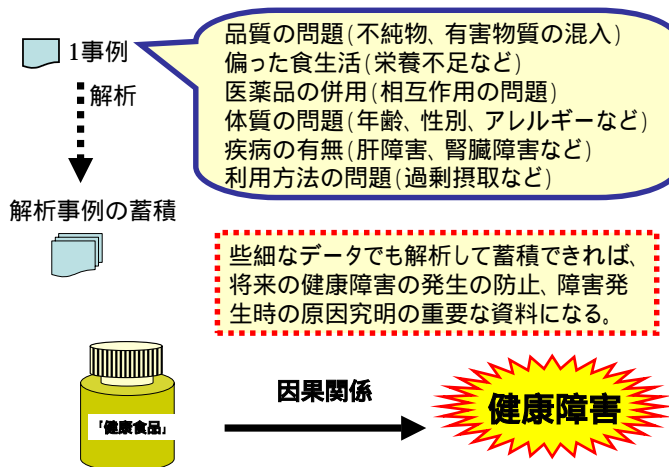 1事例
品質の問題(不純物、有害物質の混入)
偏った食生活(栄養不足など)
医薬品の併用(相互作用の問題)
体質の問題(年齢、性別、アレルギーなど)
疾病の有無(肝障害、腎臓障害など)
利用方法の問題(過剰摂取など)
解析
解析事例の蓄積
些細なデータでも解析して蓄積できれば、
将来の健康障害の発生の防止、障害発
生時の原因究明の重要な資料になる。
「健康食品」
因果関係
健康障害